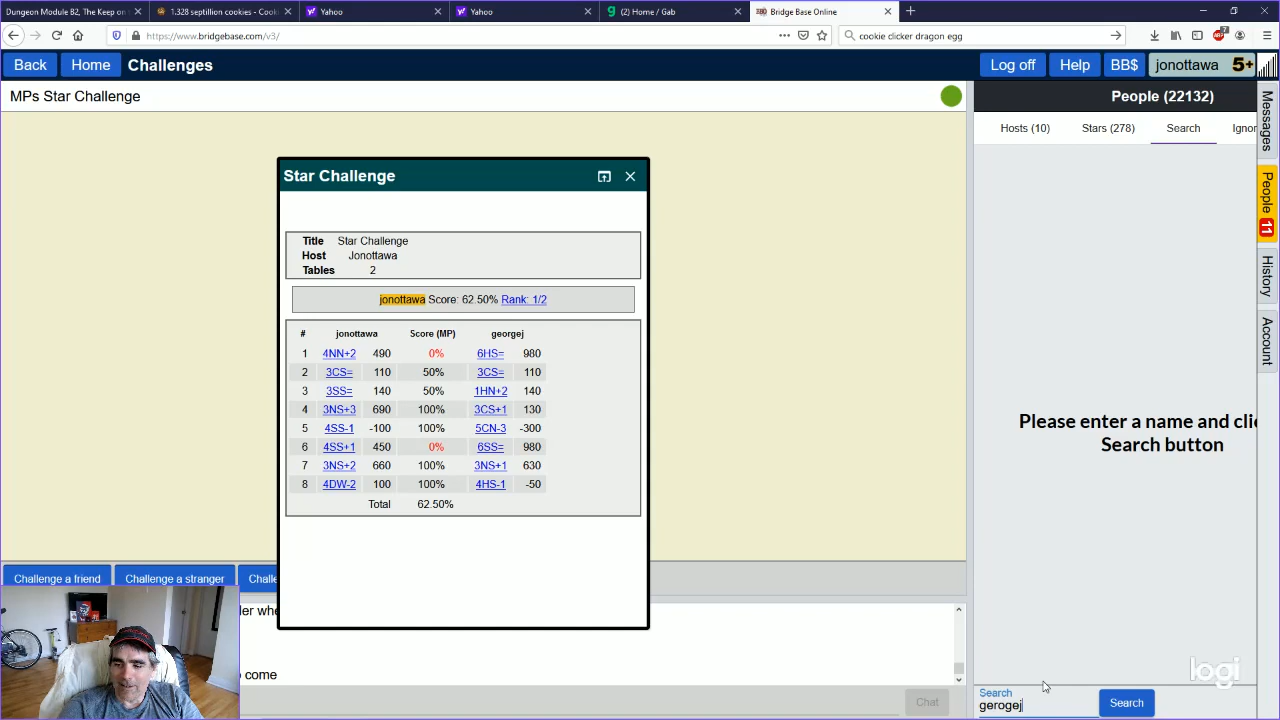 Dungeon Module B2, The Keep on
1.328 septillion cookies - Cooki
Yahoo
Yahoo
(2) Home / Gab
Bridge Base Online
https://www.bridgebase.com/v3/
cookie clicker dragon egg
Back
Home
Challenges
Log off
Help
BB$
jonottawa 5+
MPs Star Challenge
People (22132)
Hosts (10)
Stars (278)
Search
Ignor
Messages
People 11
History
Account
Star Challenge
Title Star Challenge
Host Jonottawa
Tables 2
jonottawa Score: 62.50% Rank: 1/2
# jonottawa Score (MP) georgej
1 4NN+2 490 0% 6HS= 980
2 3CS= 110 50% 3CS= 110
3 3SS= 140 50% 1HN+2 140
4 3NS+3 690 100% 3CS+1 130
5 4SS-1 -100 100% 5CN-3 -300
6 4SS+1 450 0% 6SS= 980
7 3NS+2 660 100% 3NS+1 630
8 4DW-2 100 100% 4HS-1 -50
Total 62.50%
Please enter a name and clic
Search button
Challenge a friend
Challenge a stranger
Challe
der whe
o come
Chat
Search
gerogej
Search
logi